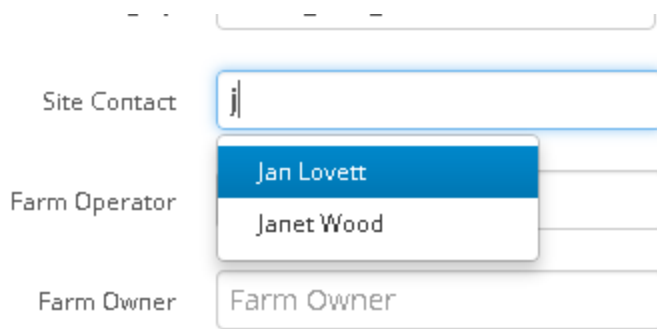 Site Contact
j
Jan Lovett
Farm Operator
Janet Wood
Farm Owner
Farm Owner